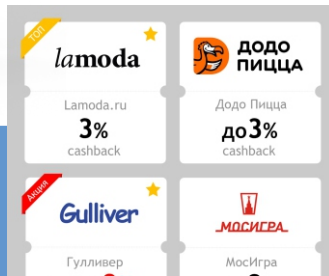 ТОП
lamoda
ДОДО
ПИЦЦА
Lamoda.ru
3%
cashback
Додо Пицца
до3%
cashback
Акция
Gulliver
МОСИГРА
Гулливер
МосИгра